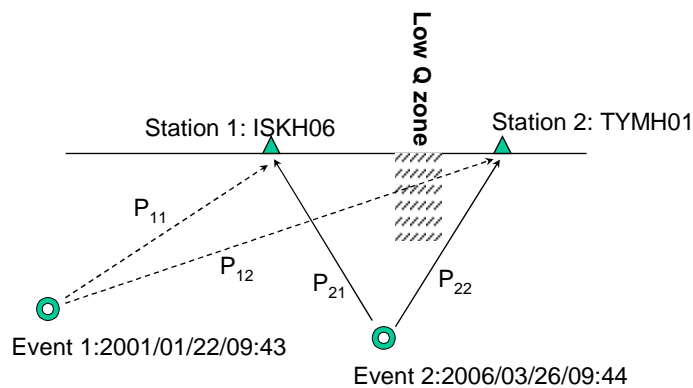 Low Q zone
Station 1: ISKH06
Station 2: TYMH01
P11
P12
P21
P22
Event 1:2001/01/22/09:43
Event 2:2006/03/26/09:44